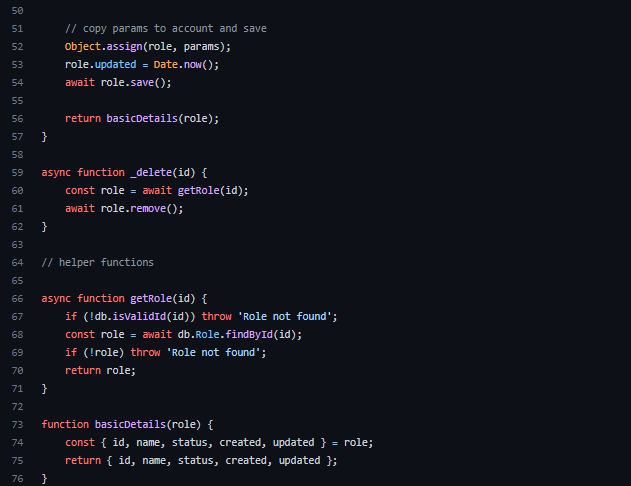 50
51 // copy params to account and save
52 Object.assign(role, params);
53 role.updated = Date.now();
54 await role.save();
55
56 return basicDetails(role);
57 }
58
59 async function _delete(id) {
60 const role = await getRole(id);
61 await role.remove();
62 }
63
64 // helper functions
65
66 async function getRole(id) {
67 if (!db.isValidId(id)) throw 'Role not found';
68 const role = await db.Role.findById(id);
69 if (!role) throw 'Role not found';
70 return role;
71 }
72
73 function basicDetails(role) {
74 const { id, name, status, created, updated } = role;
75 return { id, name, status, created, updated };
76 }